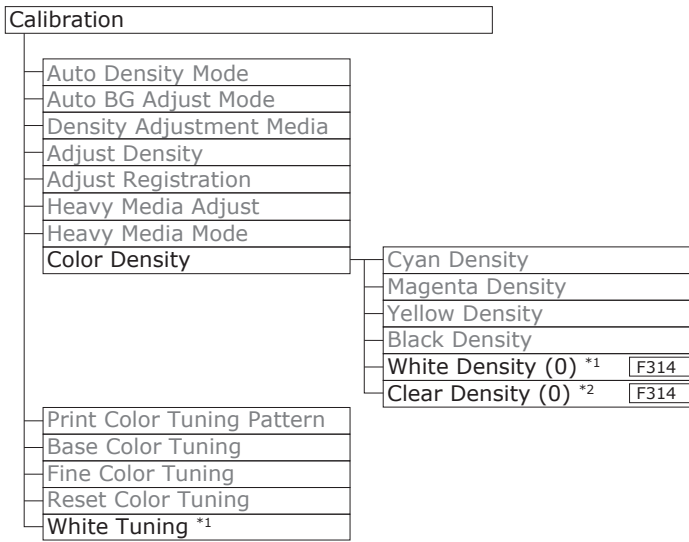 Calibration
Auto Density Mode
Auto BG Adjust Mode
Density Adjustment Media
Adjust Density
Adjust Registration
Heavy Media Adjust
Heavy Media Mode
Color Density
Cyan Density
Magenta Density
Yellow Density
Black Density
White Density (0) *1 F314
Clear Density (0) *2 F314
Print Color Tuning Pattern
Base Color Tuning
Fine Color Tuning
Reset Color Tuning
White Tuning *1